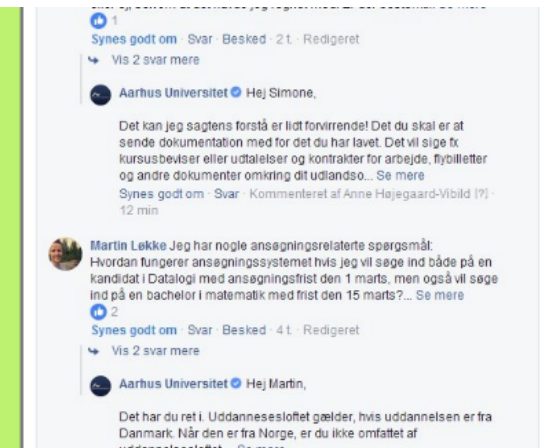 1
Synes godt om · Svar · Besked · 2 t. · Redigeret
Vis 2 svar mere
Aarhus Universitet Hej Simone,
Det kan jeg sagtens forstå er lidt forvirrende! Det du skal er at
sende dokumentation med for det du har lavet. Det vil sige fx
kursusbeviser eller udtalelser og kontrakter for arbejde, flybilletter
og andre dokumenter omkring dit udlandso... Se mere
Synes godt om · Svar · Kommenteret af Anne Højegaard-Vibild [?] ·
12 min
Martin Løkke Jeg har nogle ansøgningsrelaterte spørgsmål:
Hvordan fungerer ansøgningssystemet hvis jeg vil søge ind både på en
kandidat i Datalogi med ansøgningsfrist den 1 marts, men også vil søge
ind på en bachelor i matematik med frist den 15 marts?... Se mere
2
Synes godt om · Svar · Besked · 4 t. · Redigeret
Vis 2 svar mere
Aarhus Universitet Hej Martin,
Det har du ret i. Uddannesesloftet gælder, hvis uddannelsen er fra
Danmark. Når den er fra Norge, er du ikke omfattet af